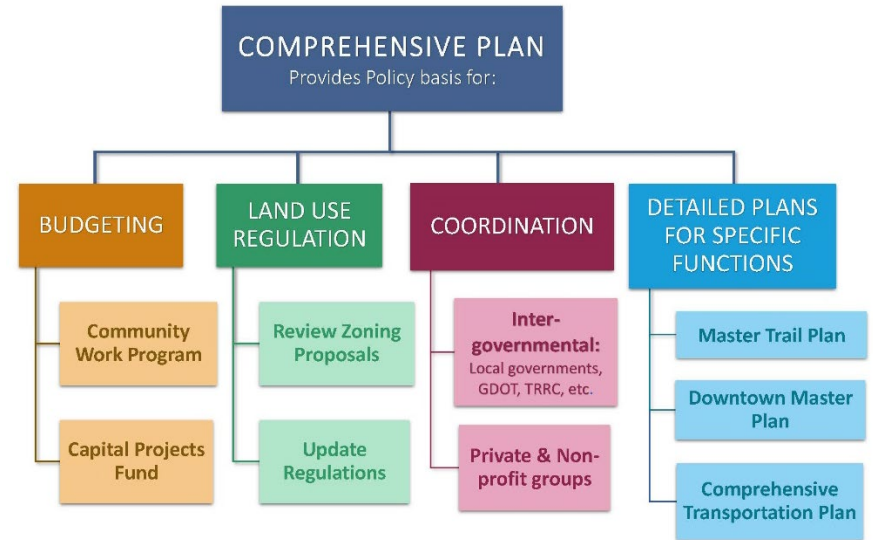 COMPREHENSIVE PLAN
Provides Policy basis for:
BUDGETING
Community
Work Program
Capital Projects
Fund
LAND USE
REGULATION
Review Zoning
Proposals
Update
Regulations
COORDINATION
Inter-
governmental:
Local governments,
GDOT, TRRC, etc.
Private & Non-
profit groups
DETAILED PLANS
FOR SPECIFIC
FUNCTIONS
Master Trail Plan
Downtown Master
Plan
Comprehensive
Transportation Plan